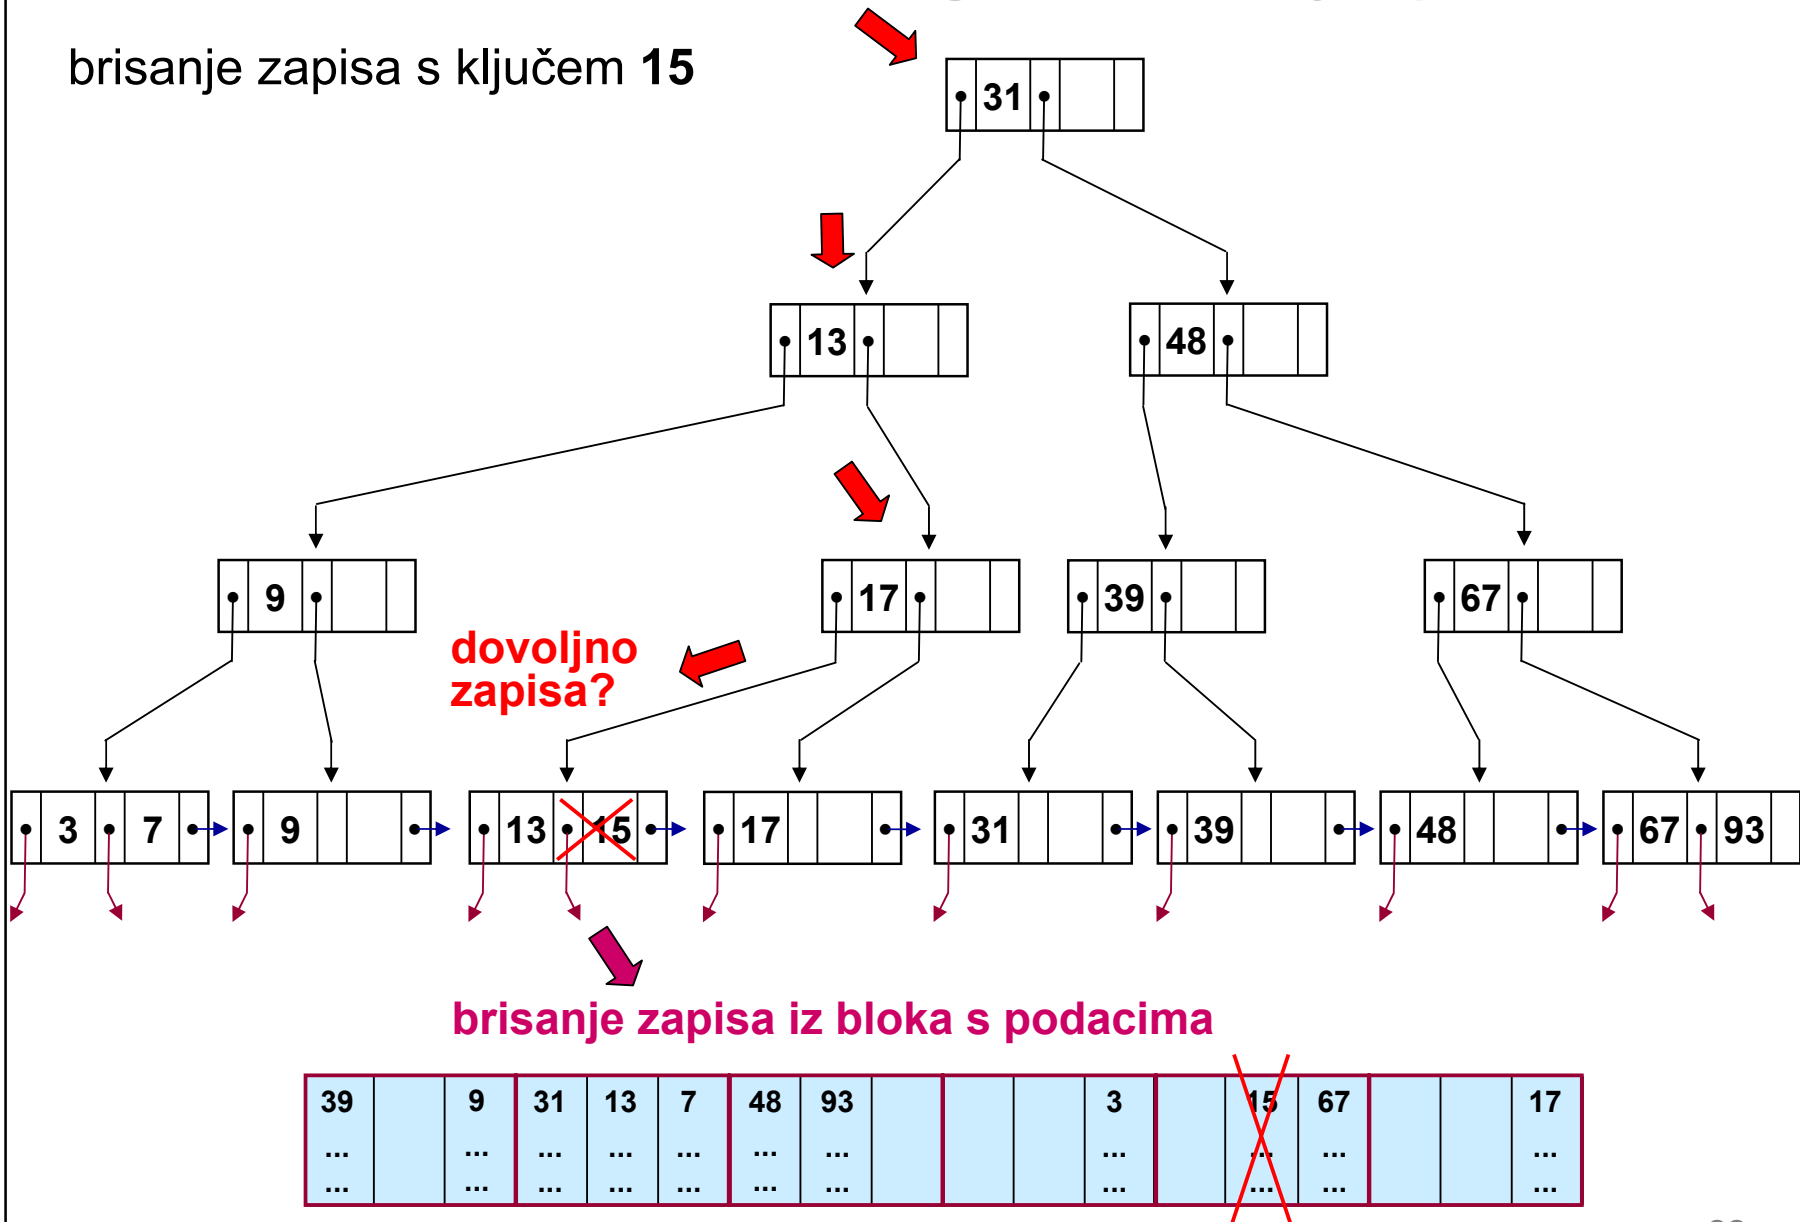 brisanje zapisa s ključem 15
31
13
48
9
17
39
67
dovoljno
zapisa?
3 7 9 13 15 17 31 39 48 67 93
brisanje zapisa iz bloka s podacima
39 9 31 13 7 48 93 3 15 67 17
... ... ... ... ... ... ... ... ... ... ...
... ... ... ... ... ... ... ... ... ... ...